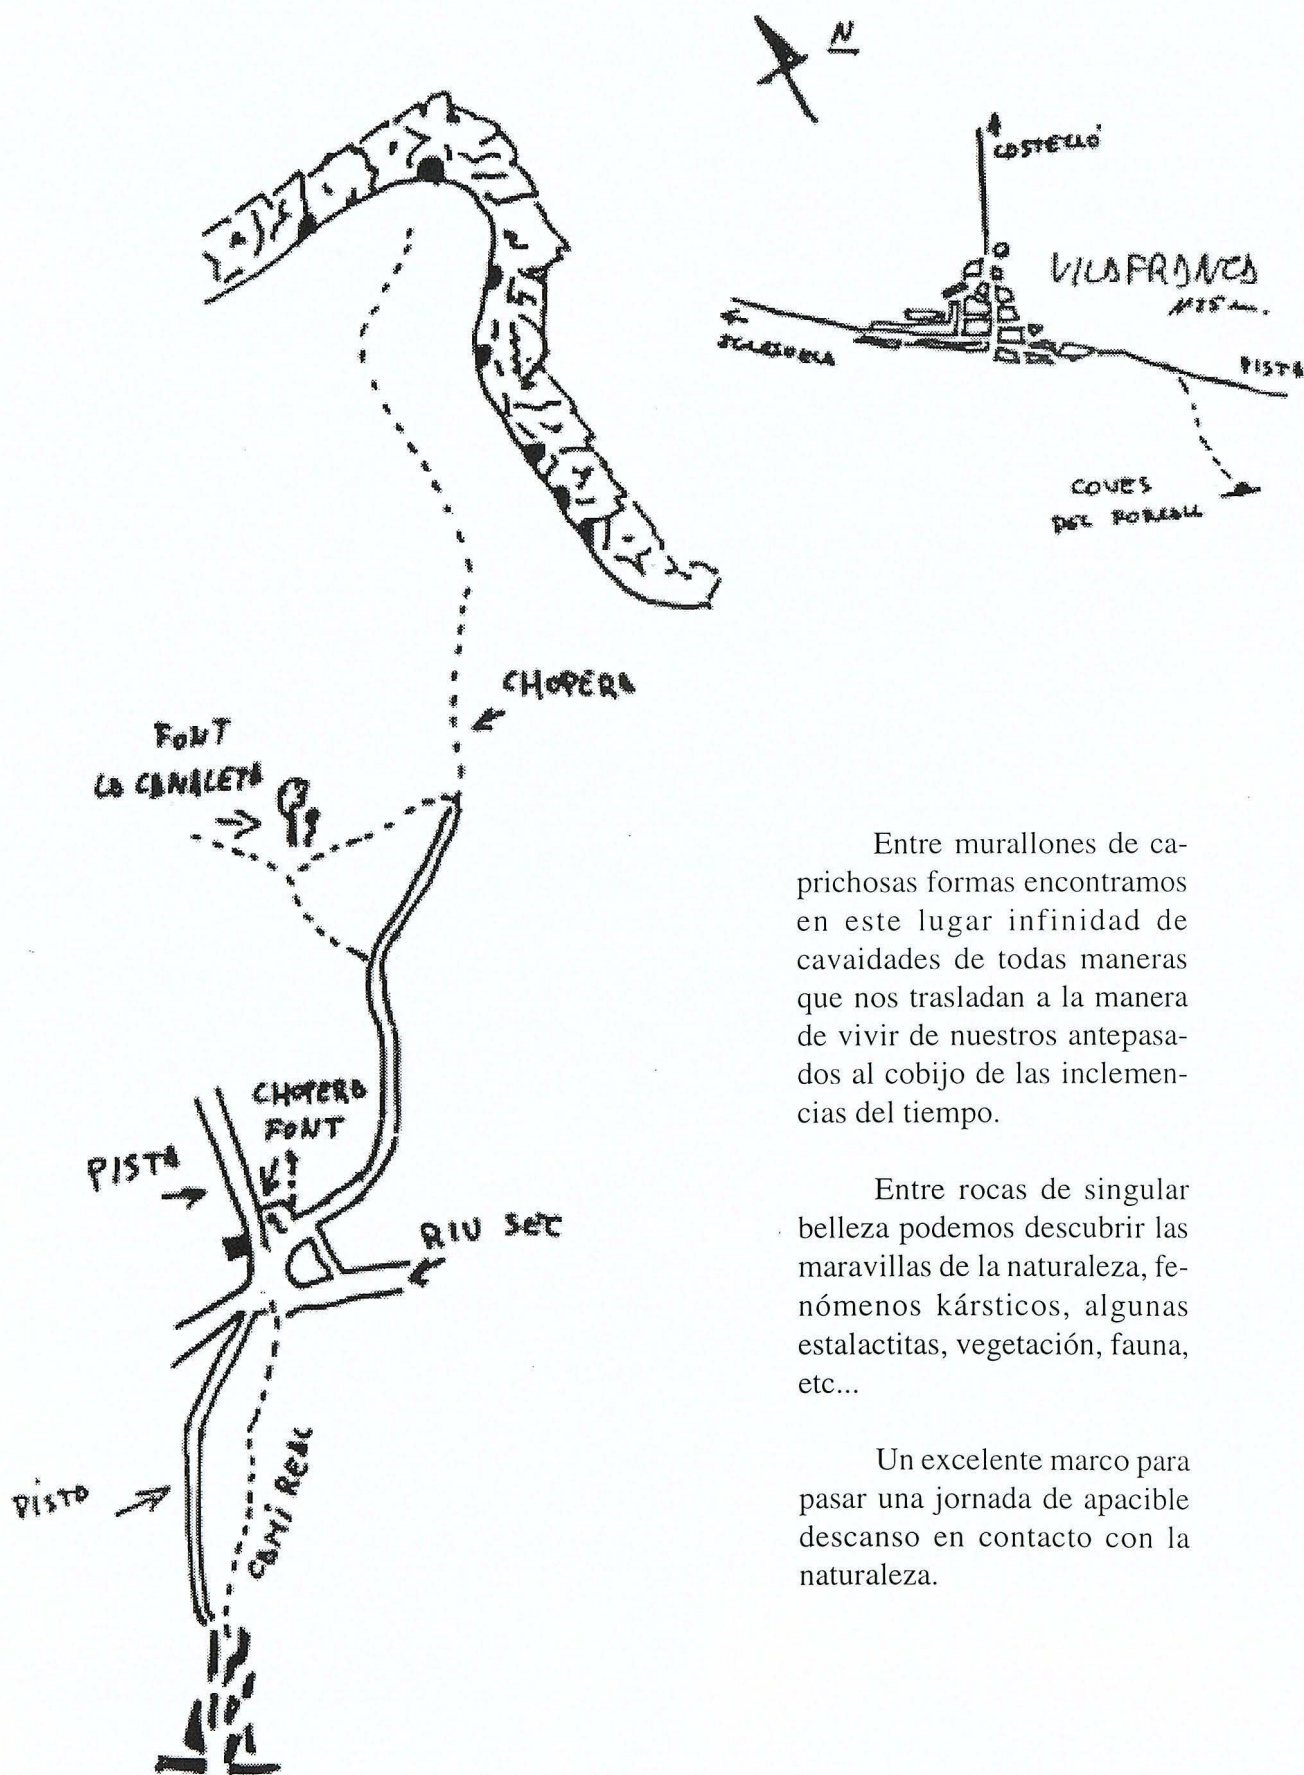 N
COSTELLÓ
VILAFRANCA
1125 m.
PISTA
COVES
DEL FORCALL
CHOPERA
FONT
LA CANALETA
CHOPERA
FONT
PISTA
RIU SEC
PISTA
CAMÍ REAL
Entre murallones de ca-
prichosas formas encontramos
en este lugar infinidad de
cavaidades de todas maneras
que nos trasladan a la manera
de vivir de nuestros antepasa-
dos al cobijo de las inclemen-
cias del tiempo.
Entre rocas de singular
belleza podemos descubrir las
maravillas de la naturaleza, fe-
nómenos kársticos, algunas
estalactitas, vegetación, fauna,
etc...
Un excelente marco para
pasar una jornada de apacible
descanso en contacto con la
naturaleza.